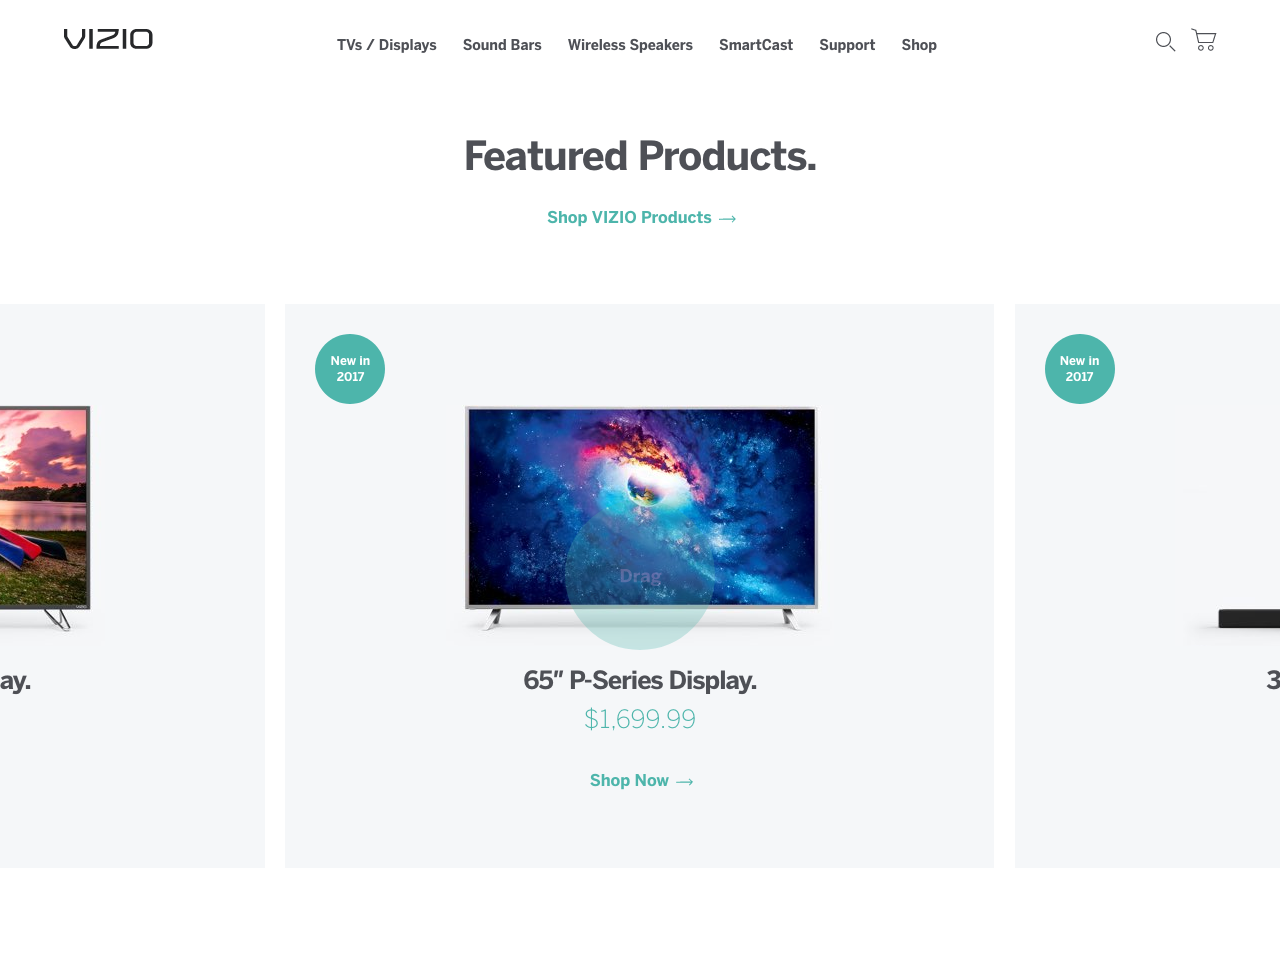 VIZIO
TVs / Displays
Sound Bars
Wireless Speakers
SmartCast
Support
Shop
Featured Products.
Shop VIZIO Products →
New in
2017
New in
2017
Drag
ay.
65" P-Series Display.
3
$1,699.99
Shop Now →